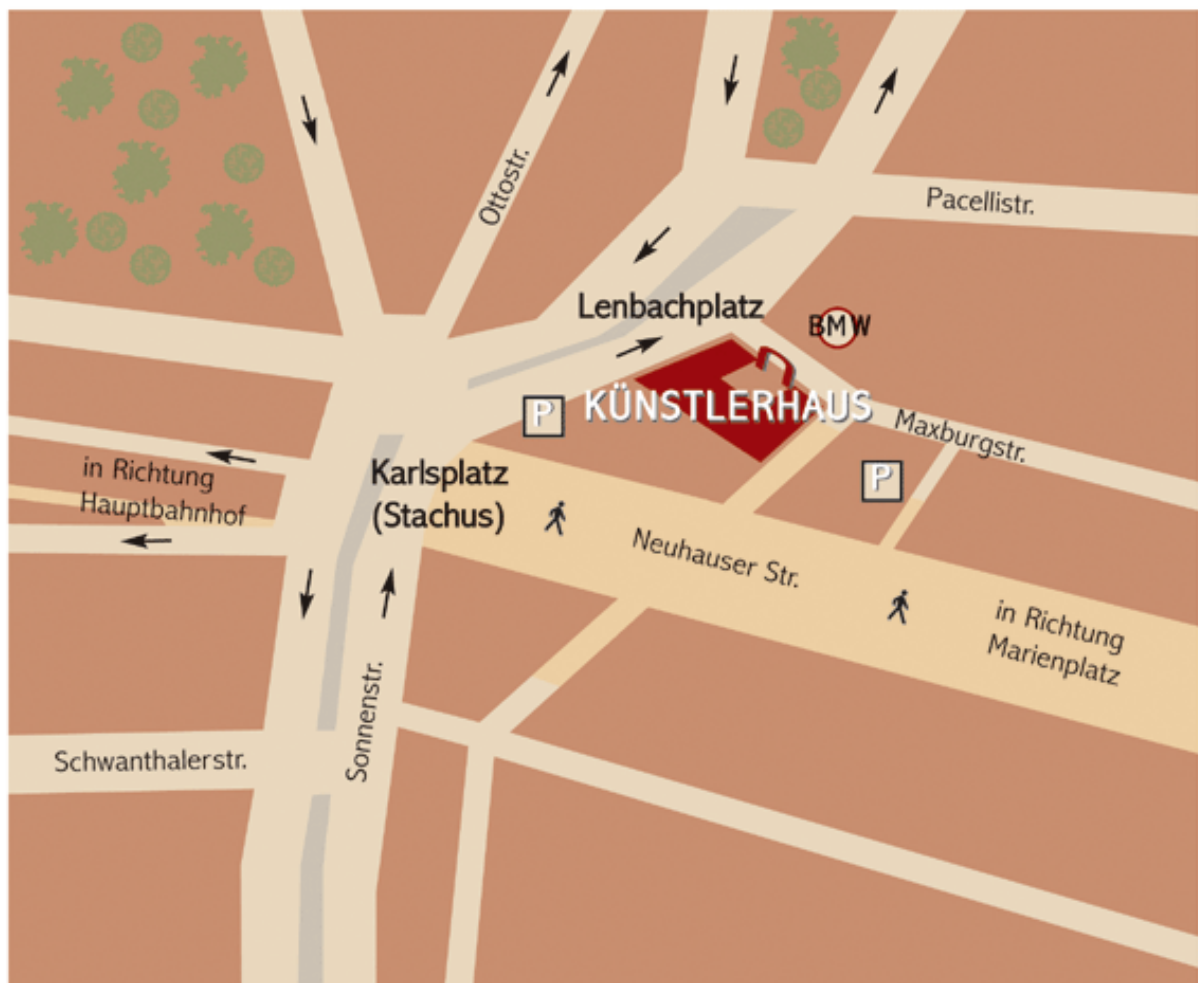 Ottostr.
Pacellistr.
Lenbachplatz
BMW
P
KÜNSTLERHAUS
Maxburgstr.
in Richtung
Hauptbahnhof
Karlsplatz
(Stachus)
P
Neuhauser Str.
in Richtung
Marienplatz
Sonnenstr.
Schwanthalerstr.